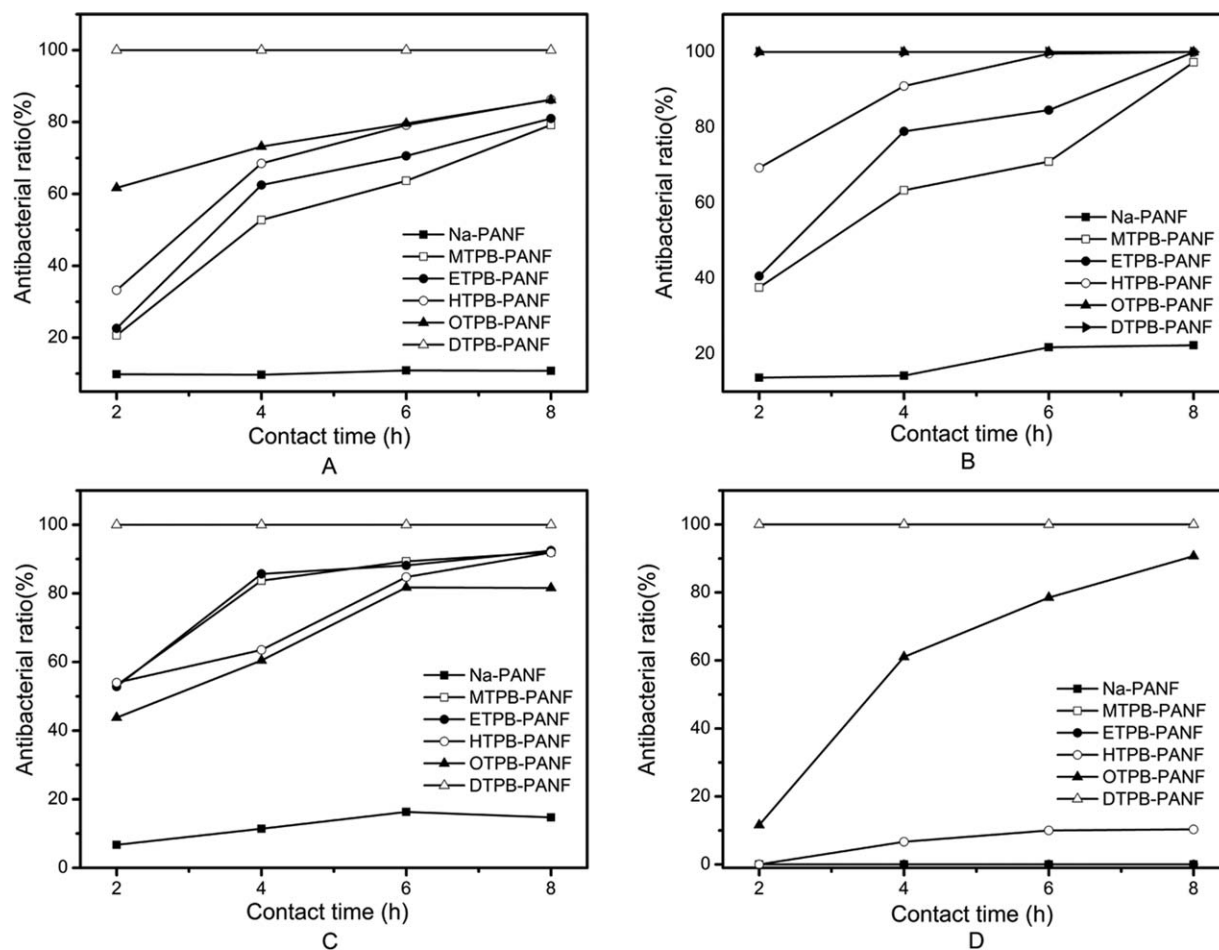 Antibacterial ratio(%)
100
80
60
40
20
Na-PANF
MTPB-PANF
ETPB-PANF
HTPB-PANF
OTPB-PANF
DTPB-PANF
2 4 6 8
Contact time (h)
A
Antibacterial ratio(%)
100
80
60
40
20
Na-PANF
MTPB-PANF
ETPB-PANF
HTPB-PANF
OTPB-PANF
DTPB-PANF
2 4 6 8
Contact time (h)
B
Antibacterial ratio(%)
100
80
60
40
20
0
Na-PANF
MTPB-PANF
ETPB-PANF
HTPB-PANF
OTPB-PANF
DTPB-PANF
2 4 6 8
Contact time (h)
C
Antibacterial ratio(%)
100
80
60
40
20
0
Na-PANF
MTPB-PANF
ETPB-PANF
HTPB-PANF
OTPB-PANF
DTPB-PANF
2 4 6 8
Contact time (h)
D